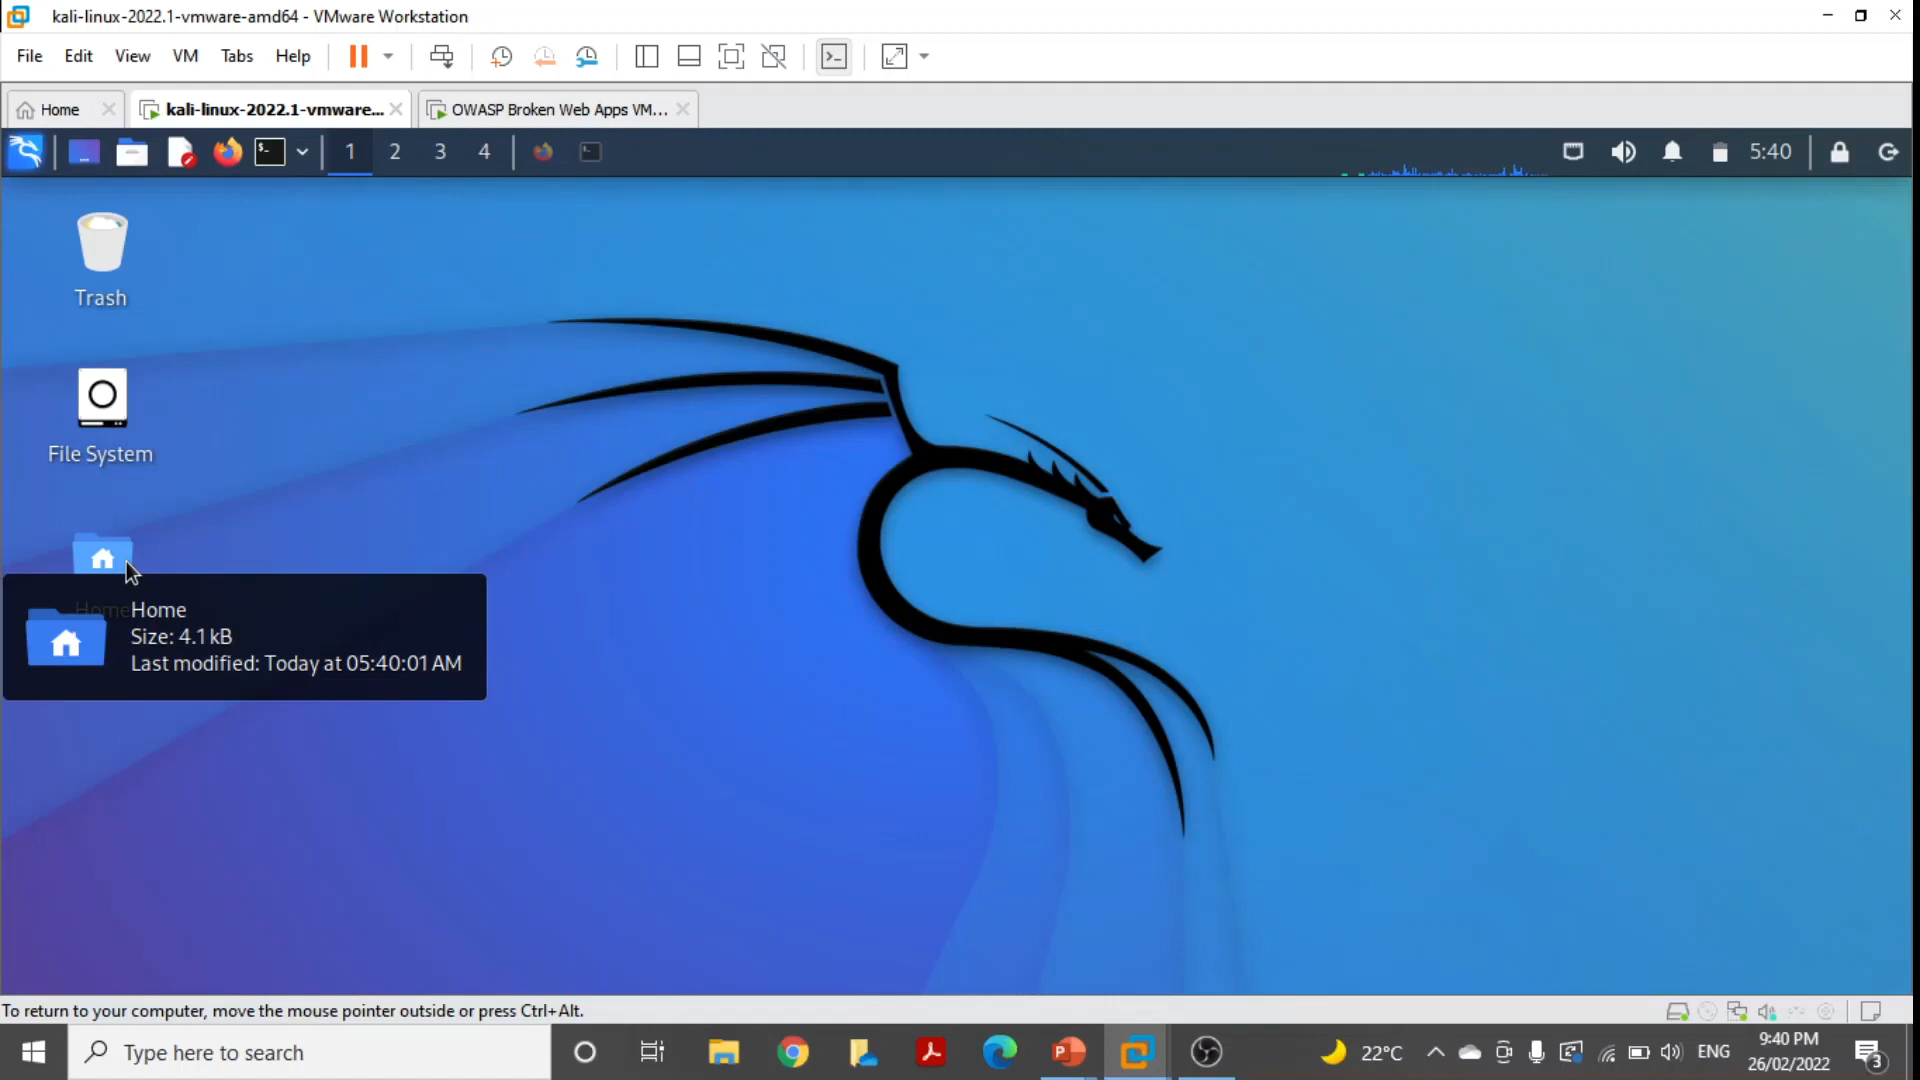 kali-linux-2022.1-vmware-amd64 - VMware Workstation
File Edit View VM Tabs Help
Home kali-linux-2022.1-vmware... OWASP Broken Web Apps VM...
1 2 3 4 5:40
Trash
File System
Home
Home
Size: 4.1 kB
Last modified: Today at 05:40:01 AM
To return to your computer, move the mouse pointer outside or press Ctrl+Alt.
Type here to search
22°C
ENG
9:40 PM
26/02/2022
3